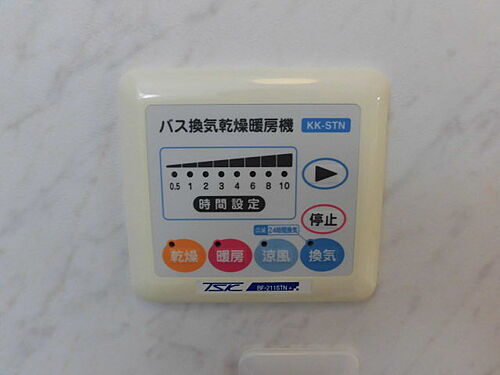 バス換気乾燥暖房機 KK-STN
0.5 1 2 3 4 6 8 10
時間設定
停止
24時間換気
乾燥 暖房 涼風 換気
TSK BF-211STN